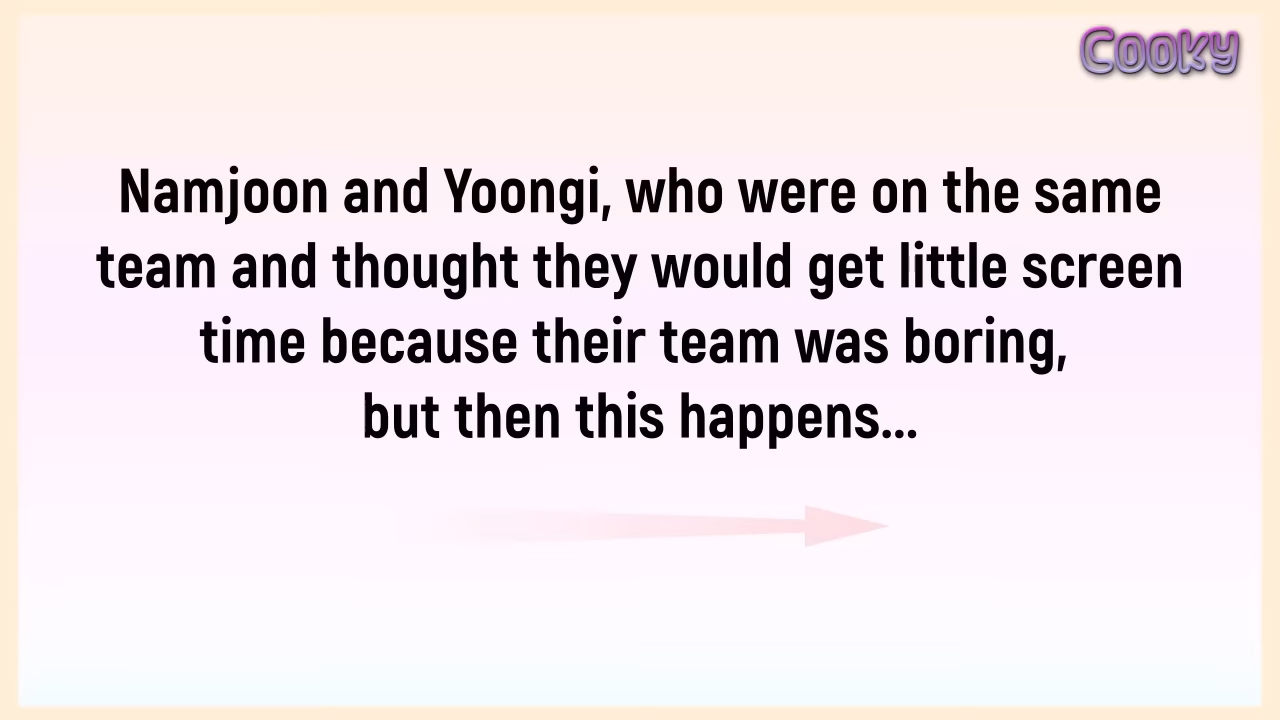 Cooky
Namjoon and Yoongi, who were on the same
team and thought they would get little screen
time because their team was boring,
but then this happens...